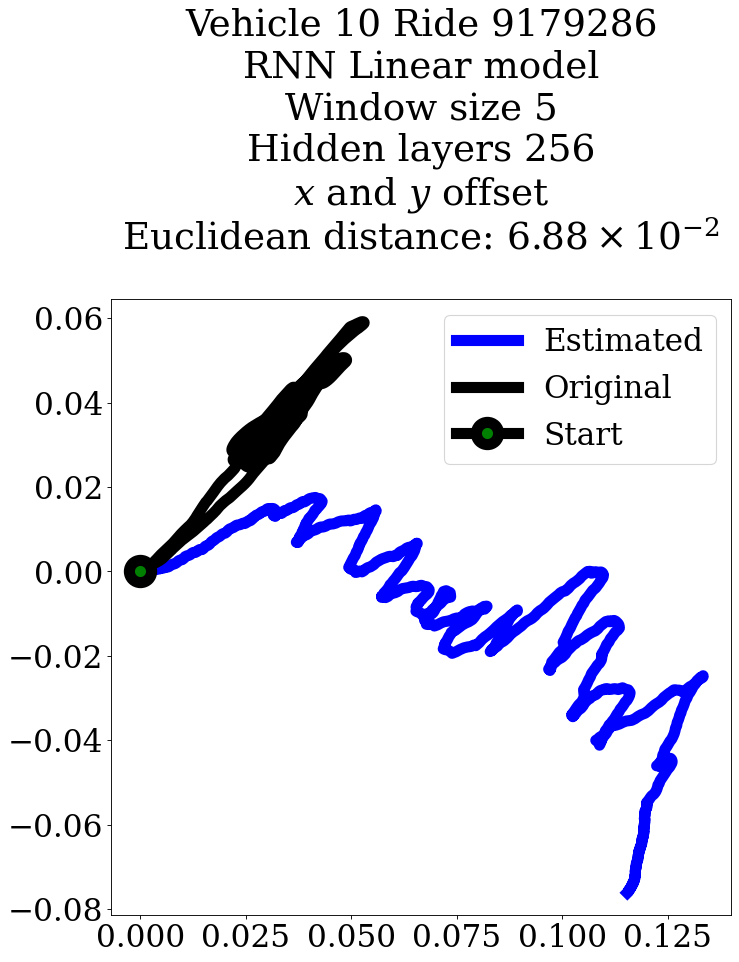 Vehicle 10 Ride 9179286
RNN Linear model
Window size 5
Hidden layers 256
x and y offset
Euclidean distance: 6.88 × 10⁻²
Estimated
Original
Start
0.06
0.04
0.02
0.00
−0.02
−0.04
−0.06
−0.08
0.000 0.025 0.050 0.075 0.100 0.125